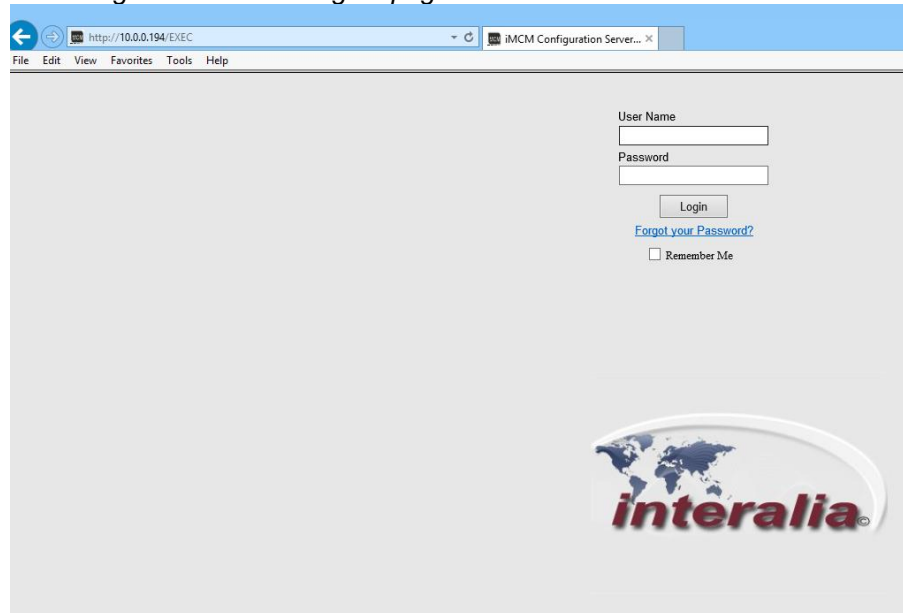 http://10.0.0.194/EXEC
iMCM Configuration Server...
File Edit View Favorites Tools Help
User Name
Password
Login
Forgot your Password?
Remember Me
interalia©